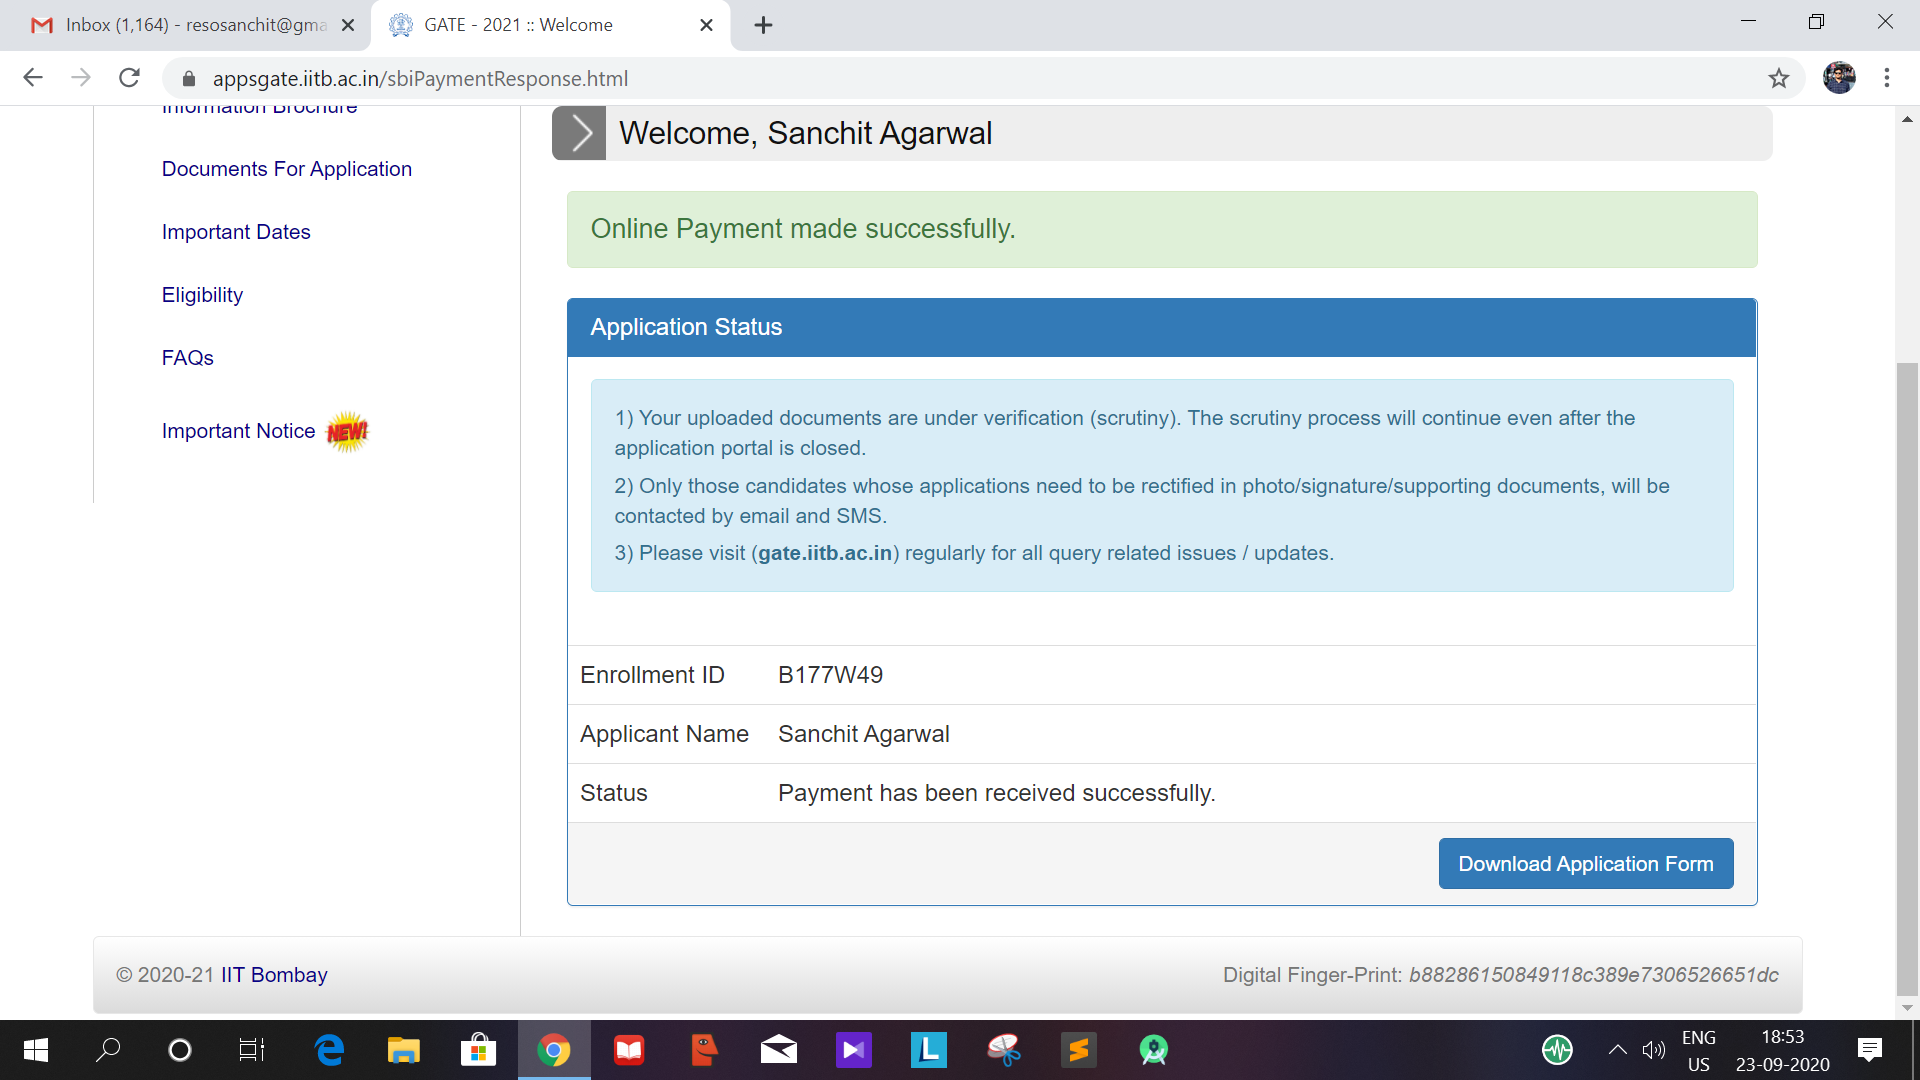 Inbox (1,164) - resosanchit@gma
GATE - 2021 :: Welcome
appsgate.iitb.ac.in/sbiPaymentResponse.html
Information Brochure
Documents For Application
Important Dates
Eligibility
FAQs
Important Notice NEW!
Welcome, Sanchit Agarwal
Online Payment made successfully.
Application Status
1) Your uploaded documents are under verification (scrutiny). The scrutiny process will continue even after the
application portal is closed.
2) Only those candidates whose applications need to be rectified in photo/signature/supporting documents, will be
contacted by email and SMS.
3) Please visit (gate.iitb.ac.in) regularly for all query related issues / updates.
Enrollment ID B177W49
Applicant Name Sanchit Agarwal
Status Payment has been received successfully.
Download Application Form
© 2020-21 IIT Bombay
Digital Finger-Print: b88286150849118c389e7306526651dc
L
ENG
US
18:53
23-09-2020